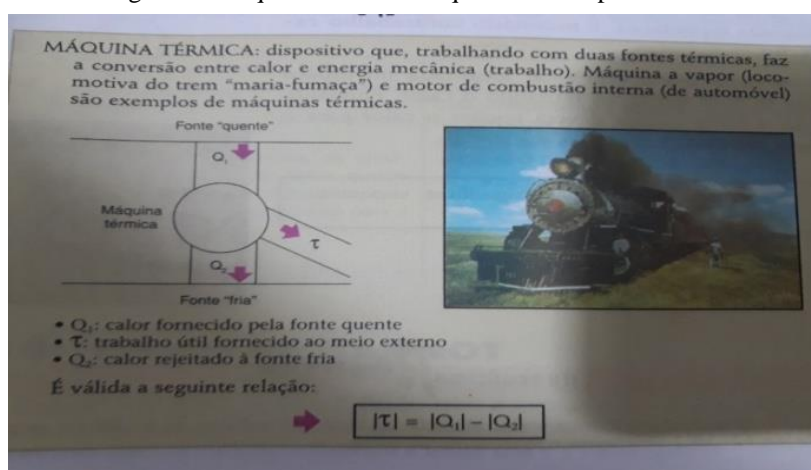 MÁQUINA TÉRMICA: dispositivo que, trabalhando com duas fontes térmicas, faz
a conversão entre calor e energia mecânica (trabalho). Máquina a vapor (loco-
motiva do trem “maria-fumaça”) e motor de combustão interna (de automóvel)
são exemplos de máquinas térmicas.
Fonte “quente”
Q₁
Máquina
térmica
τ
Q₂
Fonte “fria”
• Q₁: calor fornecido pela fonte quente
• τ: trabalho útil fornecido ao meio externo
• Q₂: calor rejeitado à fonte fria
É válida a seguinte relação:
|τ| = |Q₁| – |Q₂|